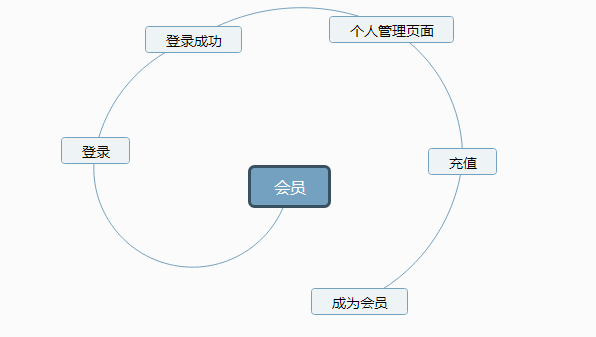 会员
登录
登录成功
个人管理页面
充值
成为会员